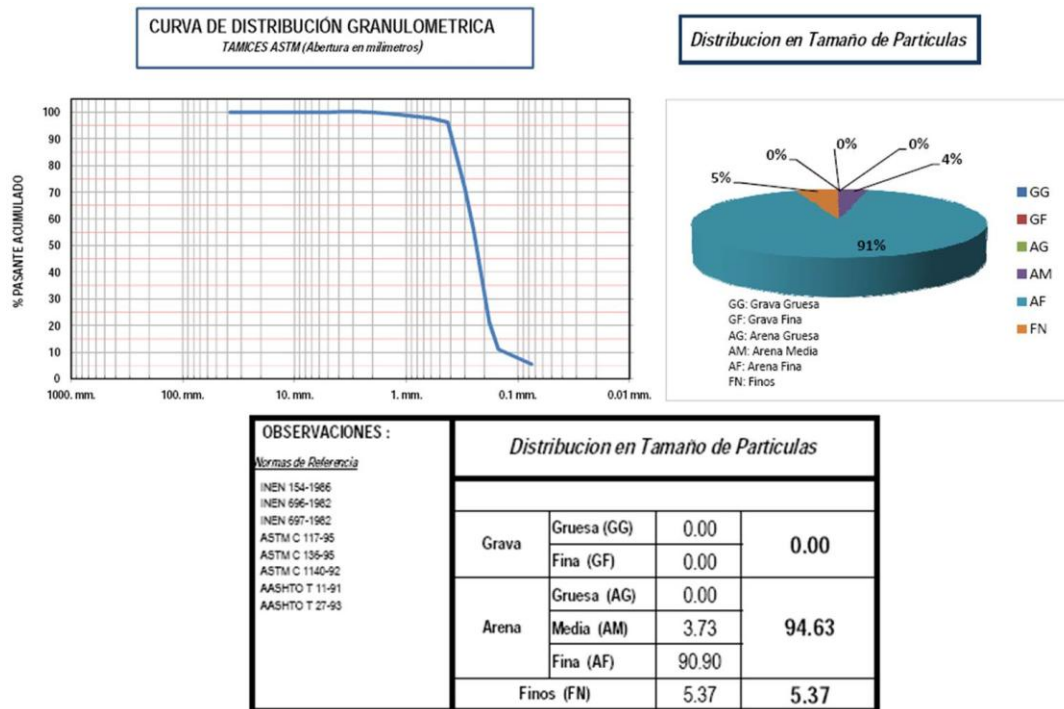 CURVA DE DISTRIBUCIÓN GRANULOMETRICA
TAMICES ASTM (Abertura en milimetros)
Distribucion en Tamaño de Particulas
% PASANTE ACUMULADO
100
90
80
70
60
50
40
30
20
10
0
1000. mm.
100. mm.
10. mm.
1. mm.
0.1 mm.
0.01 mm.
0%
0%
0%
5%
4%
91%
GG
GF
AG
AM
AF
FN
GG: Grava Gruesa
GF: Grava Fina
AG: Arena Gruesa
AM: Arena Media
AF: Arena Fina
FN: Finos
OBSERVACIONES :
Normas de Referencia
INEN 154-1986
INEN 696-1982
INEN 697-1982
ASTM C 117-95
ASTM C 136-95
ASTM C 1140-92
AASHTO T 11-91
AASHTO T 27-93
Distribucion en Tamaño de Particulas
Grava
Gruesa (GG) 0.00
Fina (GF) 0.00
0.00
Arena
Gruesa (AG) 0.00
Media (AM) 3.73
Fina (AF) 90.90
94.63
Finos (FN) 5.37 5.37